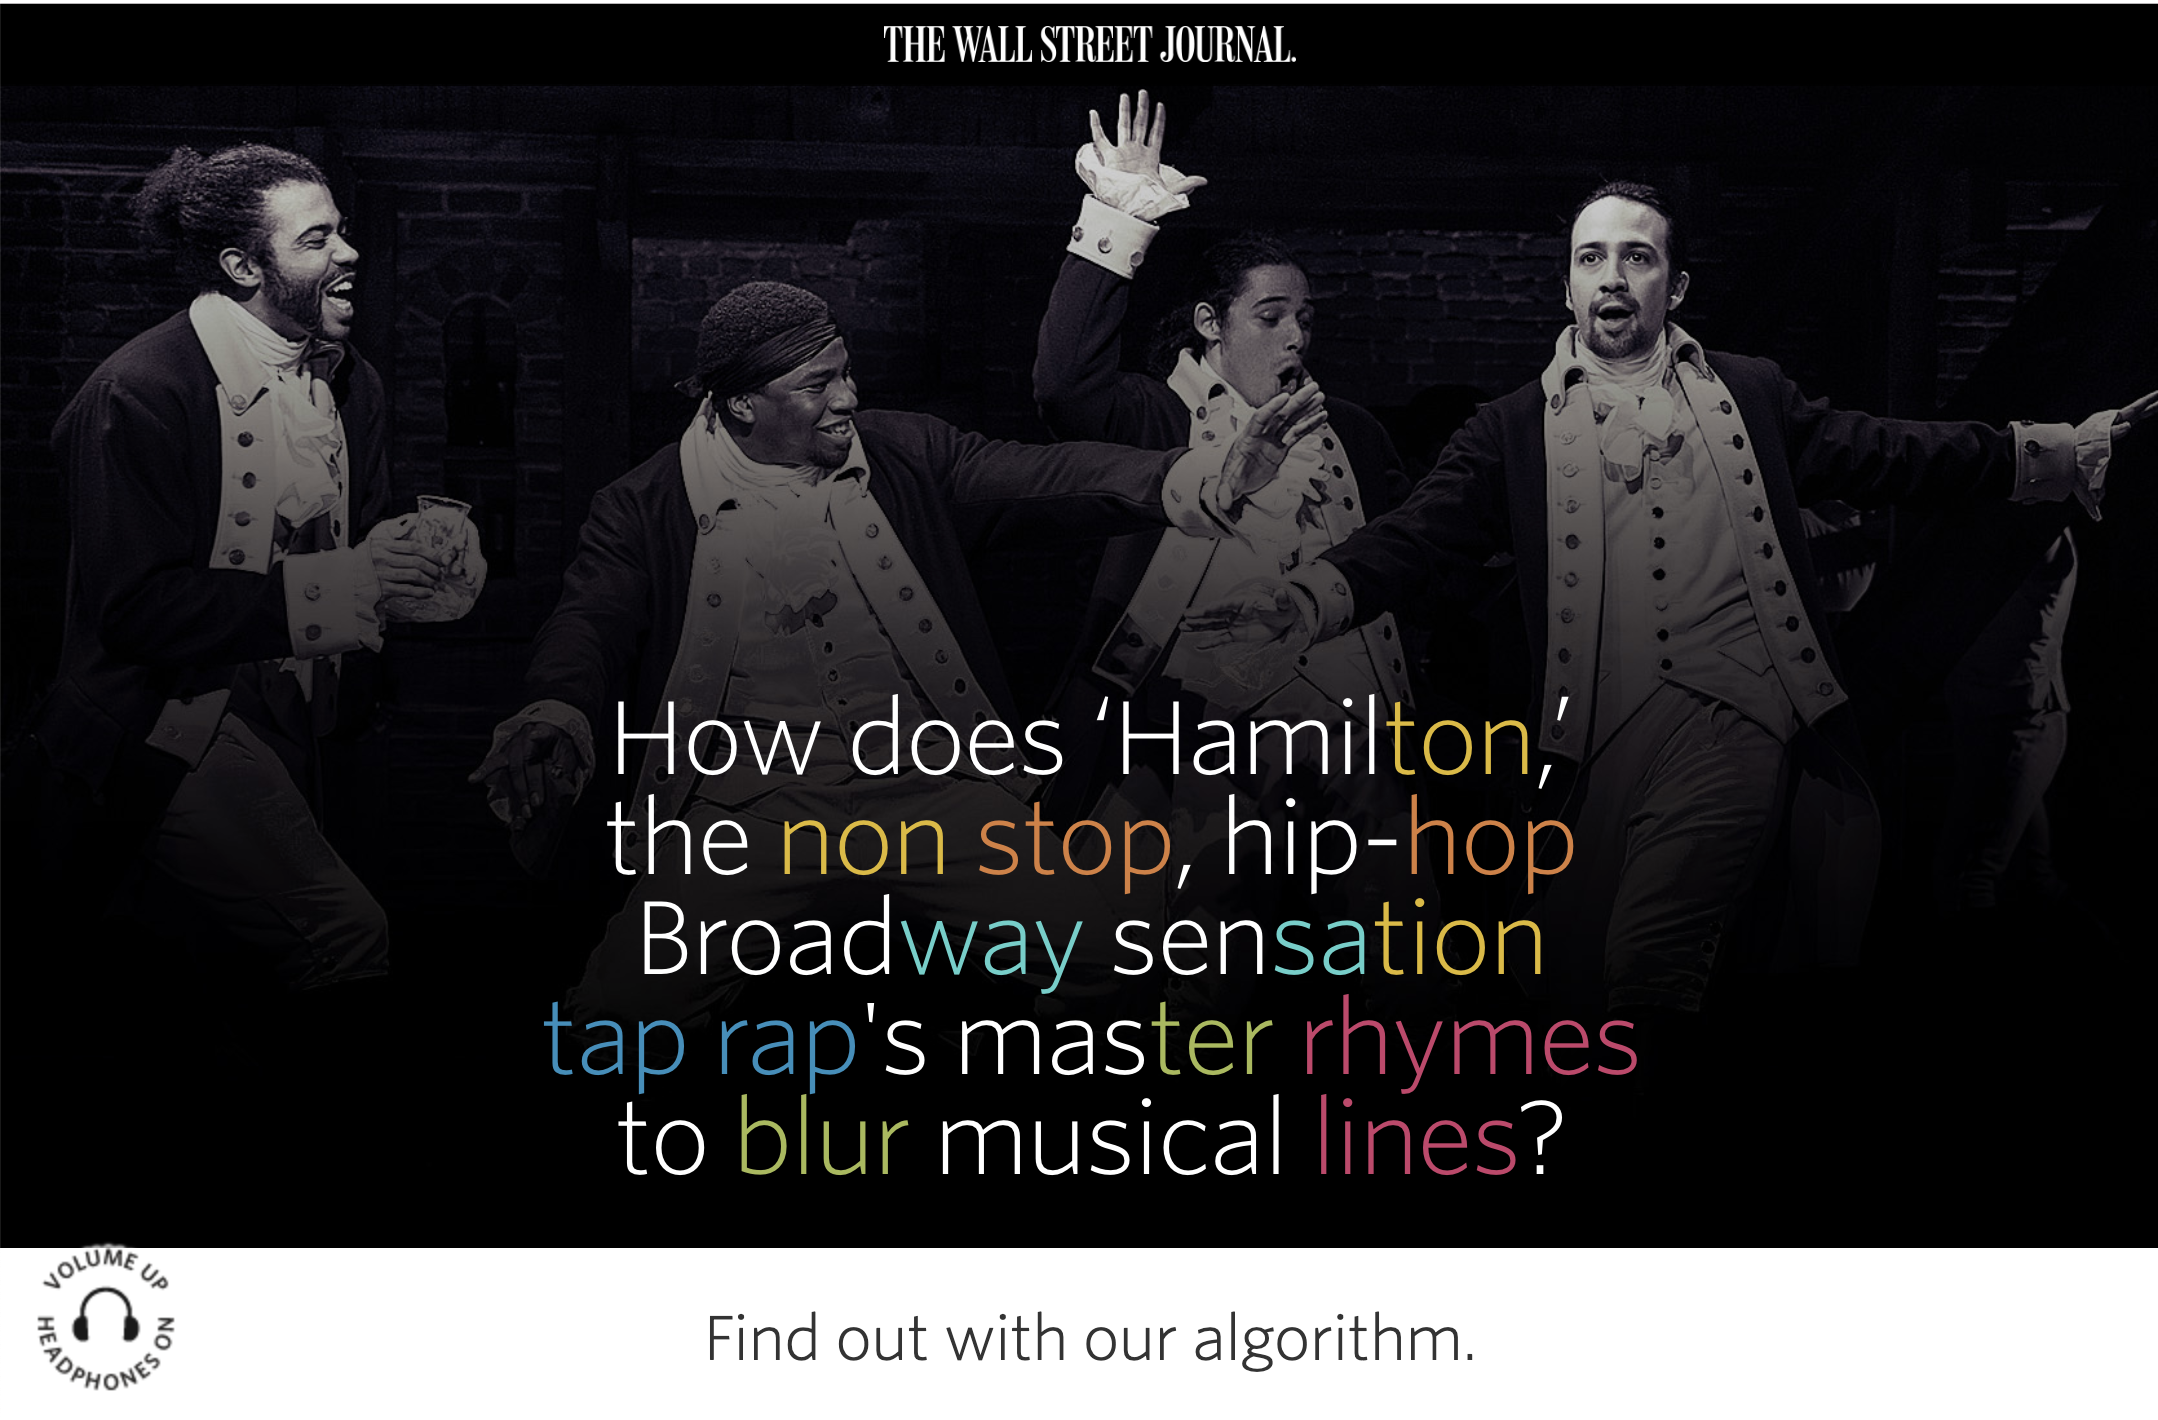 THE WALL STREET JOURNAL.
How does ‘Hamilton,’
the non stop, hip-hop
Broadway sensation
tap rap's master rhymes
to blur musical lines?
VOLUME UP
HEADPHONES ON
Find out with our algorithm.